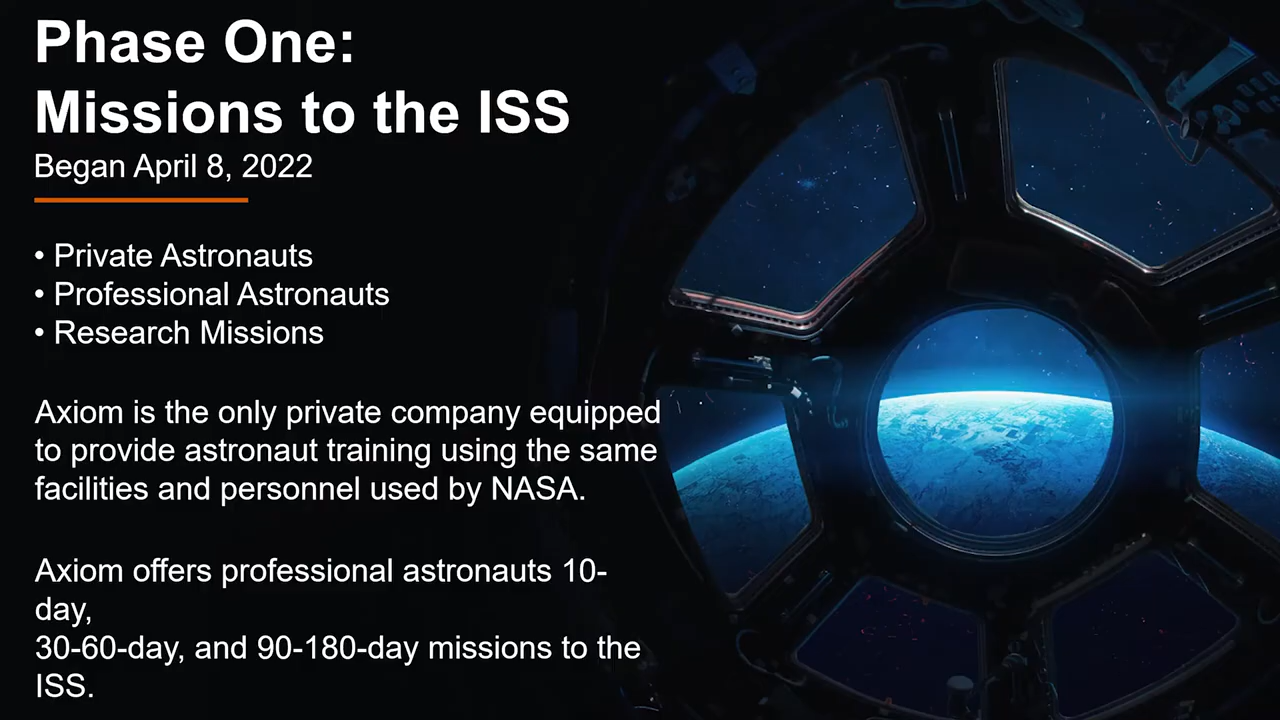 Phase One:
Missions to the ISS
Began April 8, 2022
• Private Astronauts
• Professional Astronauts
• Research Missions
Axiom is the only private company equipped
to provide astronaut training using the same
facilities and personnel used by NASA.
Axiom offers professional astronauts 10-
day,
30-60-day, and 90-180-day missions to the
ISS.